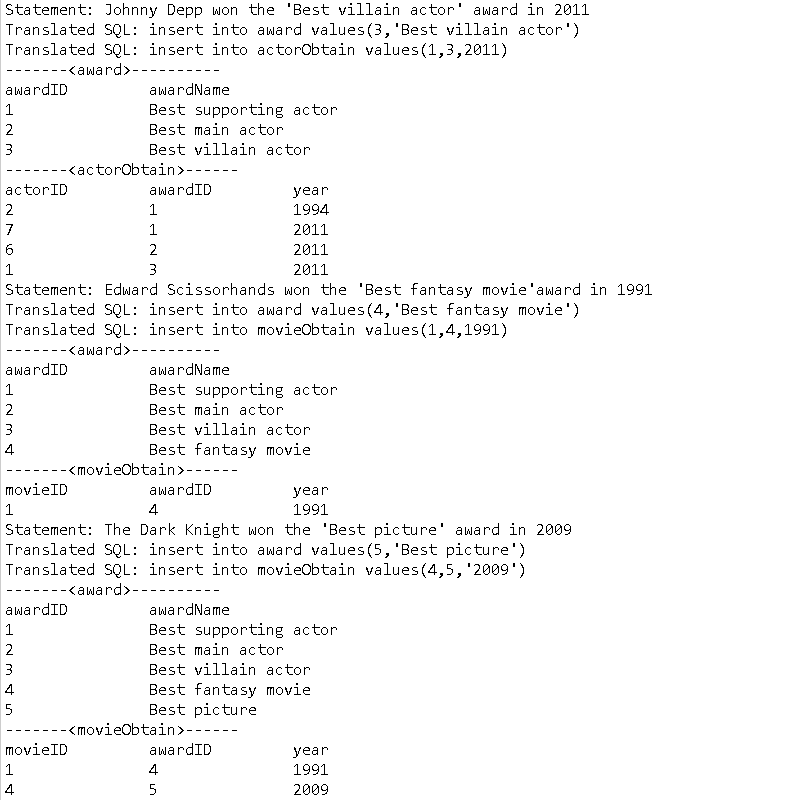 Statement: Johnny Depp won the 'Best villain actor' award in 2011
Translated SQL: insert into award values(3,'Best villain actor')
Translated SQL: insert into actorObtain values(1,3,2011)
-------<award>----------
awardID awardName
1 Best supporting actor
2 Best main actor
3 Best villain actor
-------<actorObtain>------
actorID awardID year
2 1 1994
7 1 2011
6 2 2011
1 3 2011
Statement: Edward Scissorhands won the 'Best fantasy movie'award in 1991
Translated SQL: insert into award values(4,'Best fantasy movie')
Translated SQL: insert into movieObtain values(1,4,1991)
-------<award>----------
awardID awardName
1 Best supporting actor
2 Best main actor
3 Best villain actor
4 Best fantasy movie
-------<movieObtain>------
movieID awardID year
1 4 1991
Statement: The Dark Knight won the 'Best picture' award in 2009
Translated SQL: insert into award values(5,'Best picture')
Translated SQL: insert into movieObtain values(4,5,'2009')
-------<award>----------
awardID awardName
1 Best supporting actor
2 Best main actor
3 Best villain actor
4 Best fantasy movie
5 Best picture
-------<movieObtain>------
movieID awardID year
1 4 1991
4 5 2009